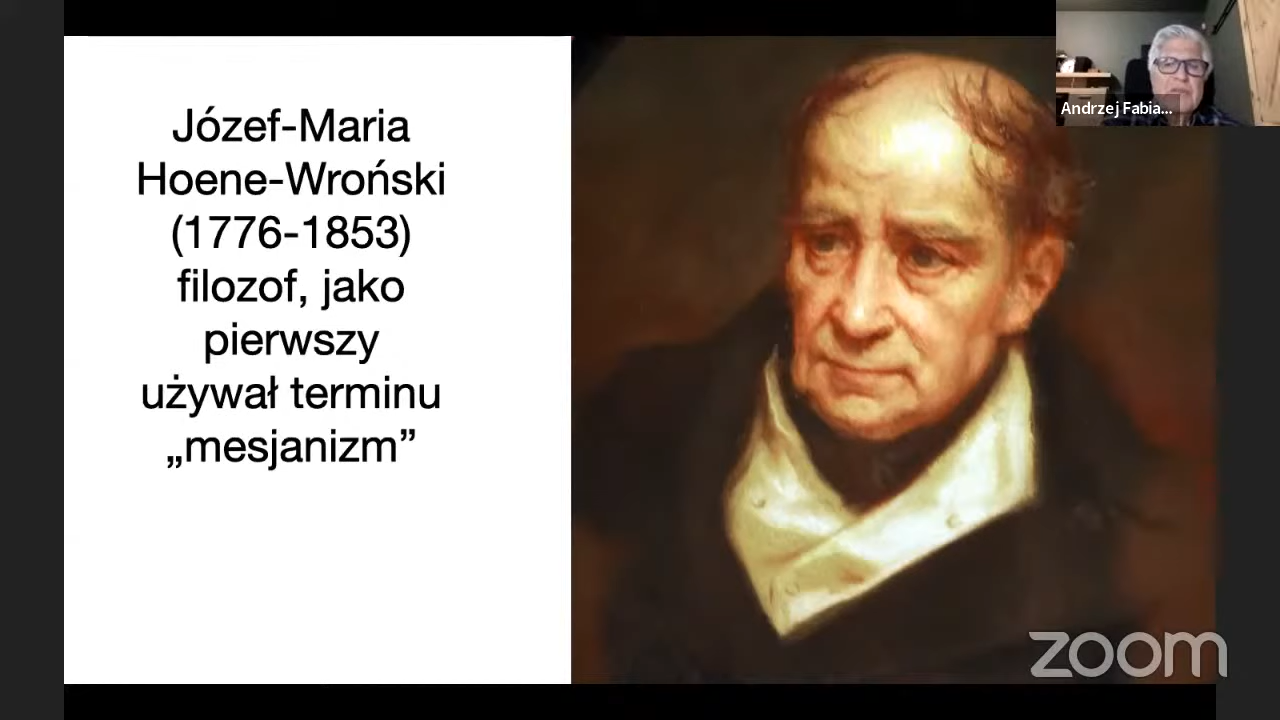 Józef-Maria
Hoene-Wroński
(1776-1853)
filozof, jako
pierwszy
używał terminu
„mesjanizm”
Andrzej Fabia...
zoom